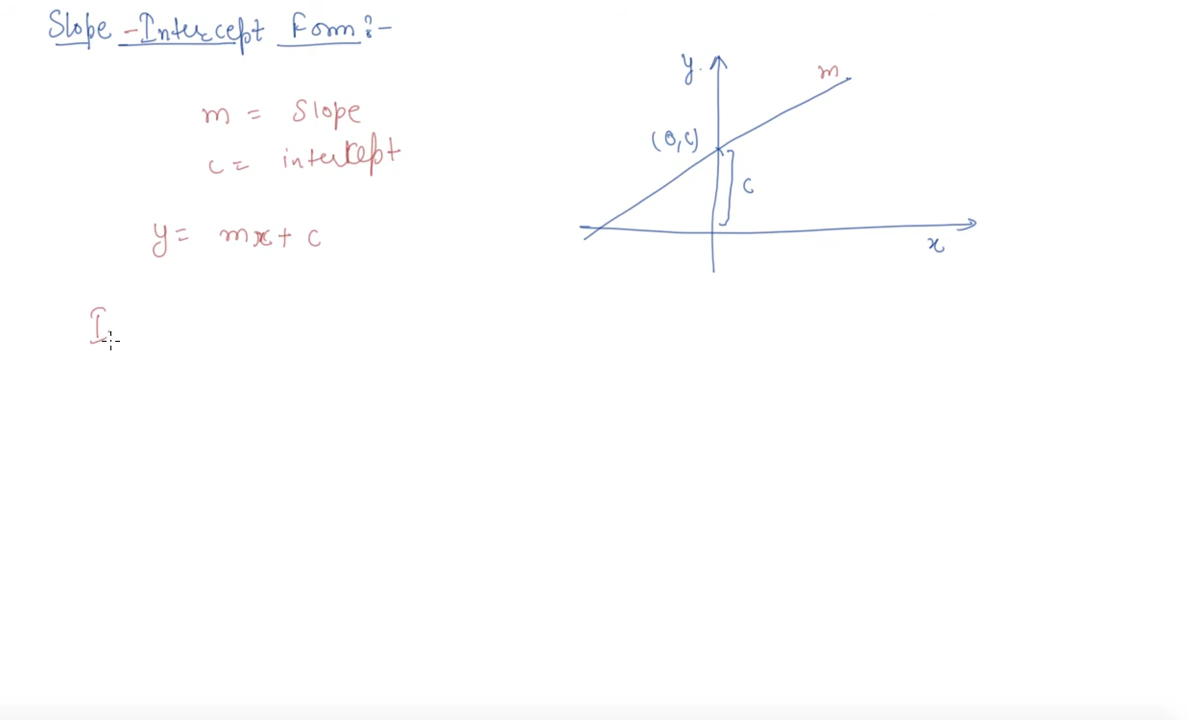 Slope - Intercept Form :-
m = Slope
c = intercept
y = mx + c
I
y
m
(0,c)
c
x